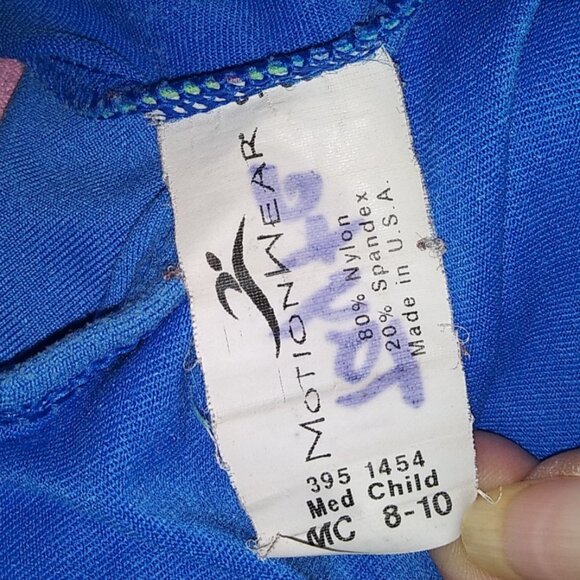 MOTIONWEAR
80% Nylon
20% Spandex
Made in U.S.A.
395 1454
Med Child
MC 8-10